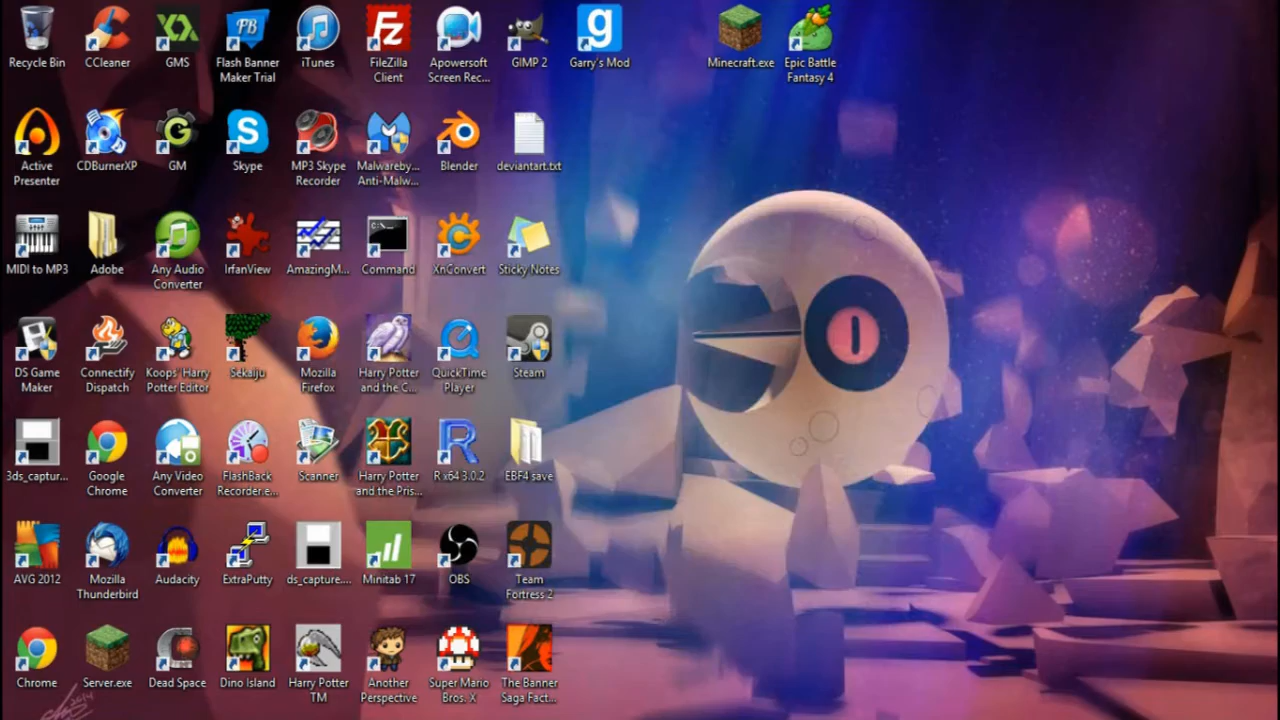 Recycle Bin
CCleaner
GMS
Flash Banner
Maker Trial
iTunes
FileZilla
Client
Apowersoft
Screen Rec...
GIMP 2
Garry's Mod
Minecraft.exe
Epic Battle
Fantasy 4
Active
Presenter
CDBurnerXP
GM
Skype
MP3 Skype
Recorder
Malwareby...
Anti-Malw...
Blender
deviantart.txt
MIDI to MP3
Adobe
Any Audio
Converter
IrfanView
AmazingM...
Command
XnConvert
Sticky Notes
DS Game
Maker
Connectify
Dispatch
Koops' Harry
Potter Editor
Sekaiju
Mozilla
Firefox
Harry Potter
and the C...
QuickTime
Player
Steam
3ds_captur...
Google
Chrome
Any Video
Converter
FlashBack
Recorder.e...
Scanner
Harry Potter
and the Pris...
R x64 3.0.2
EBF4 save
AVG 2012
Mozilla
Thunderbird
Audacity
ExtraPutty
ds_capture....
Minitab 17
OBS
Team
Fortress 2
Chrome
Server.exe
Dead Space
Dino Island
Harry Potter
TM
Another
Perspective
Super Mario
Bros. X
The Banner
Saga Fact...